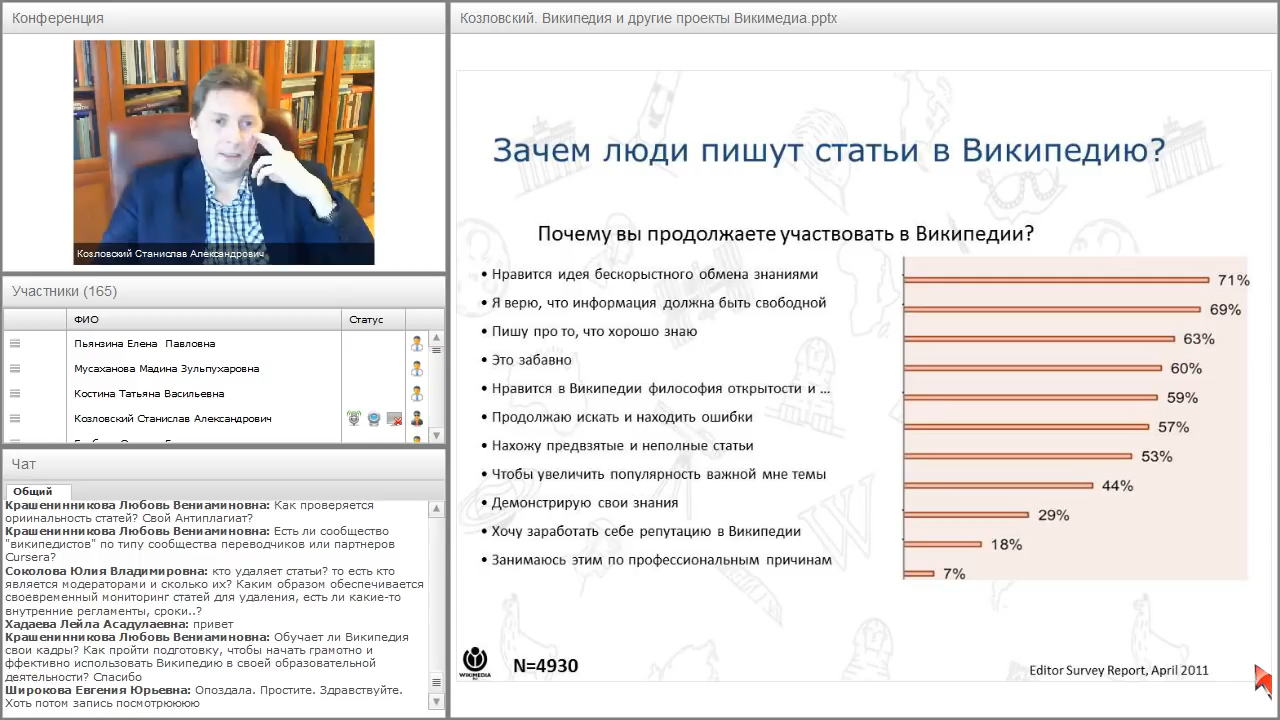 Конференция
Козловский Станислав Александрович
Участники (165)
ФИО Статус
Пьянзина Елена Павловна
Мусаханова Мадина Зульпухаровна
Костина Татьяна Васильевна
Козловский Станислав Александрович
Чат
Общий
Крашенинникова Любовь Вениаминовна: Как проверяется
ориинальность статей? Свой Антиплагиат?
Крашенинникова Любовь Вениаминовна: Есть ли сообщество
"википедистов" по типу сообщества переводчиков или партнеров
Cursera?
Соколова Юлия Владимировна: кто удаляет статьи? то есть кто
является модераторами и сколько их? Каким образом обеспечивается
своевременный мониторинг статей для удаления, есть ли какие-то
внутренние регламенты, сроки..?
Хадаева Лейла Асадулаевна: привет
Крашенинникова Любовь Вениаминовна: Обучает ли Википедия
свои кадры? Как пройти подготовку, чтобы начать грамотно и
ффективно использовать Википедию в своей образовательной
деятельности? Спасибо
Широкова Евгения Юрьевна: Опоздала. Простите. Здравствуйте.
Хоть потом запись посмотрюююю
Козловский. Википедия и другие проекты Викимедиа.pptx
Зачем люди пишут статьи в Википедию?
Почему вы продолжаете участвовать в Википедии?
• Нравится идея бескорыстного обмена знаниями 71%
• Я верю, что информация должна быть свободной 69%
• Пишу про то, что хорошо знаю 63%
• Это забавно 60%
• Нравится в Википедии философия открытости и ... 59%
• Продолжаю искать и находить ошибки 57%
• Нахожу предвзятые и неполные статьи 53%
• Чтобы увеличить популярность важной мне темы 44%
• Демонстрирую свои знания 29%
• Хочу заработать себе репутацию в Википедии 18%
• Занимаюсь этим по профессиональным причинам 7%
WIKIMEDIA
N=4930
Editor Survey Report, April 2011